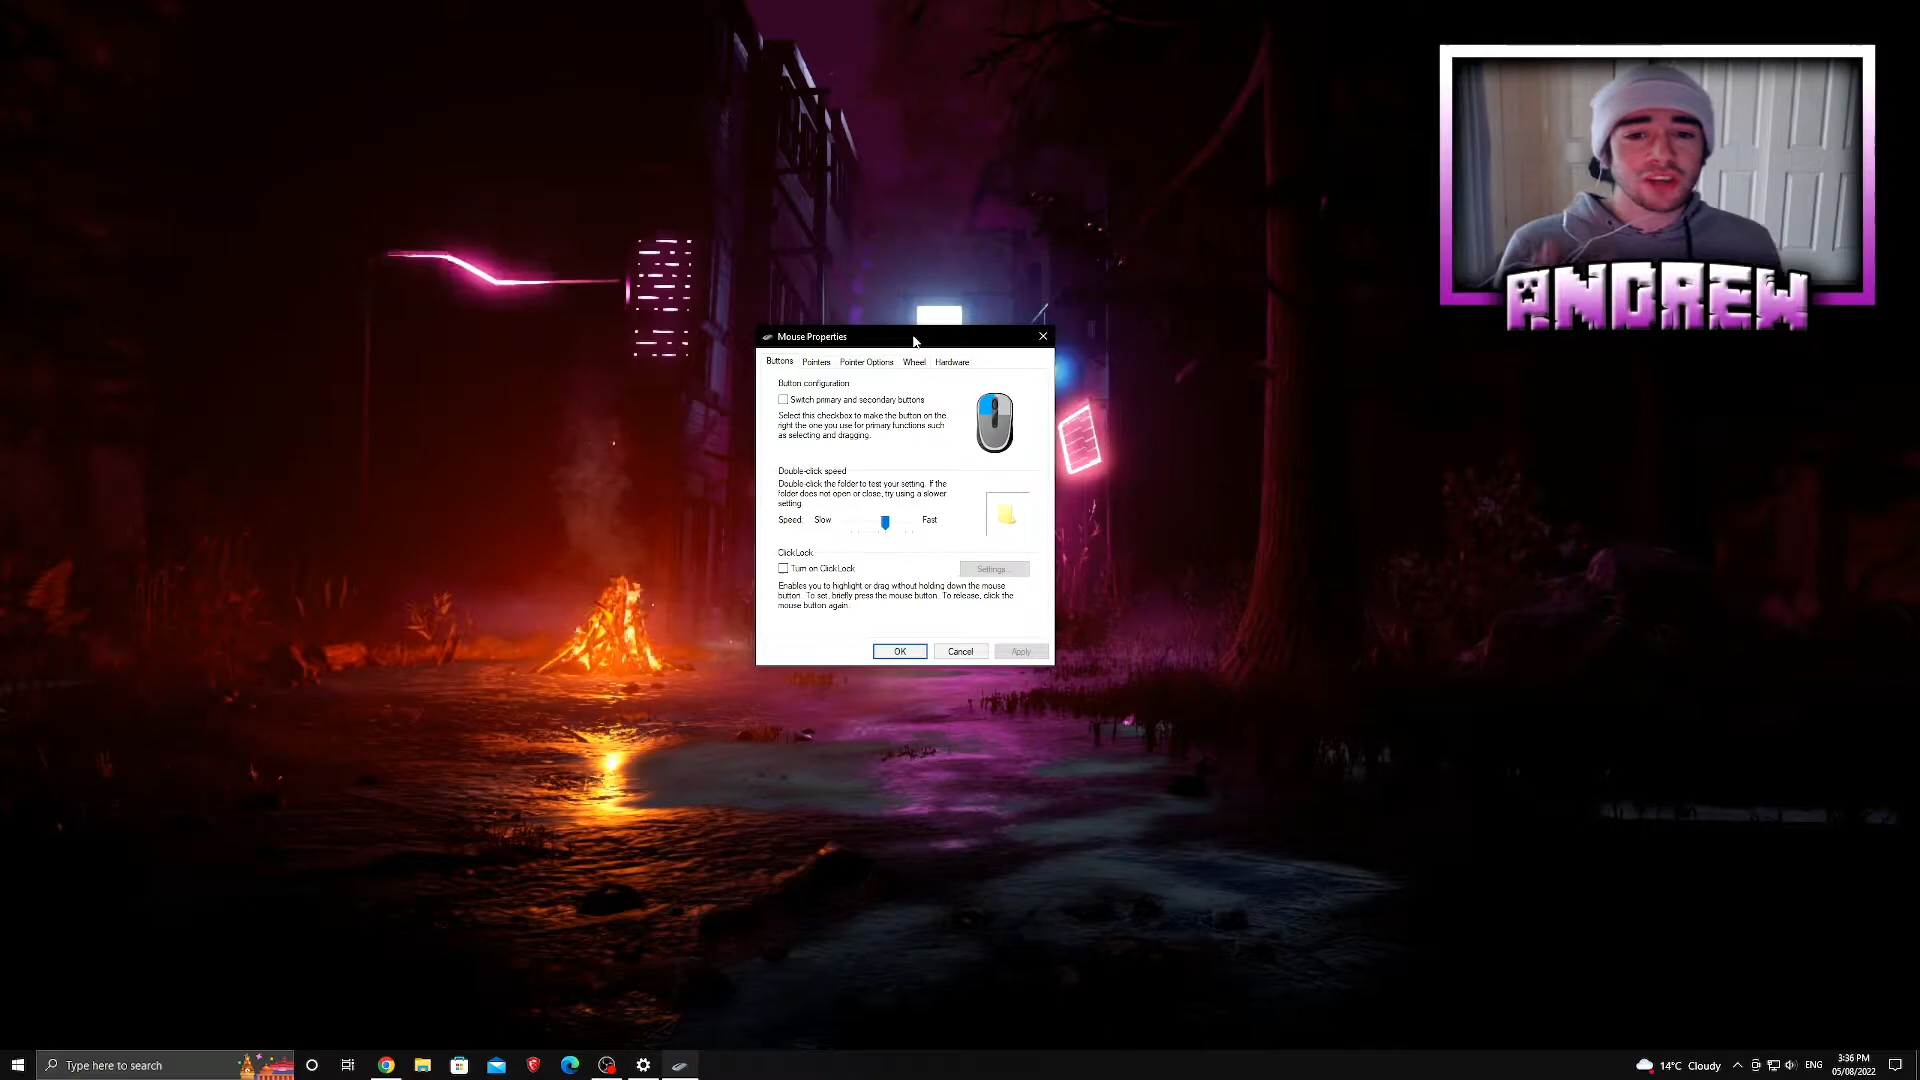 ANDREW
Mouse Properties
Buttons Pointers Pointer Options Wheel Hardware
Button configuration
Switch primary and secondary buttons
Select this checkbox to make the button on the
right the one you use for primary functions such
as selecting and dragging.
Double-click speed
Double-click the folder to test your setting. If the
folder does not open or close, try using a slower
setting.
Speed: Slow Fast
ClickLock
Turn on ClickLock
Settings...
Enables you to highlight or drag without holding down the mouse
button. To set, briefly press the mouse button. To release, click the
mouse button again.
OK Cancel Apply
Type here to search
14°C Cloudy
ENG
3:36 PM
05/08/2022